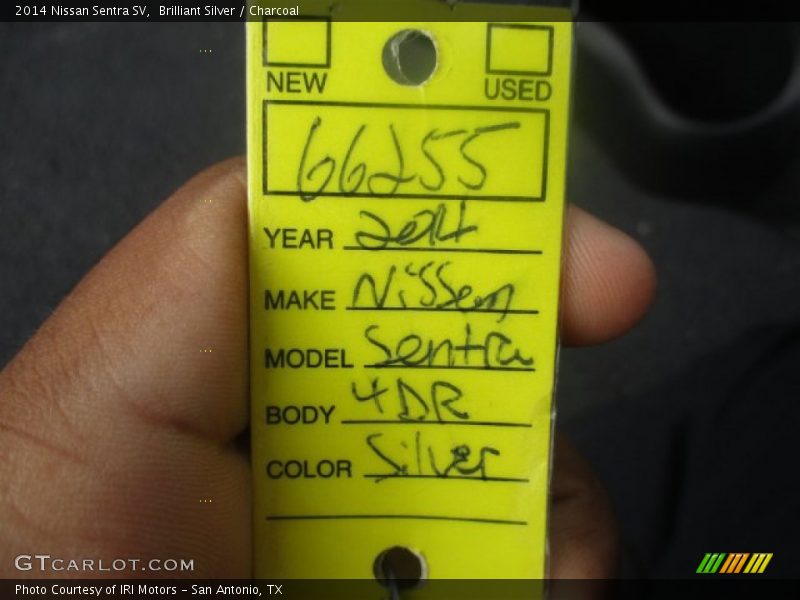 2014 Nissan Sentra SV, Brilliant Silver / Charcoal
NEW USED
66255
YEAR 2014
MAKE Nissen
MODEL Sentra
BODY 4DR
COLOR Silver
GTCARLOT.COM
Photo Courtesy of IRI Motors – San Antonio, TX